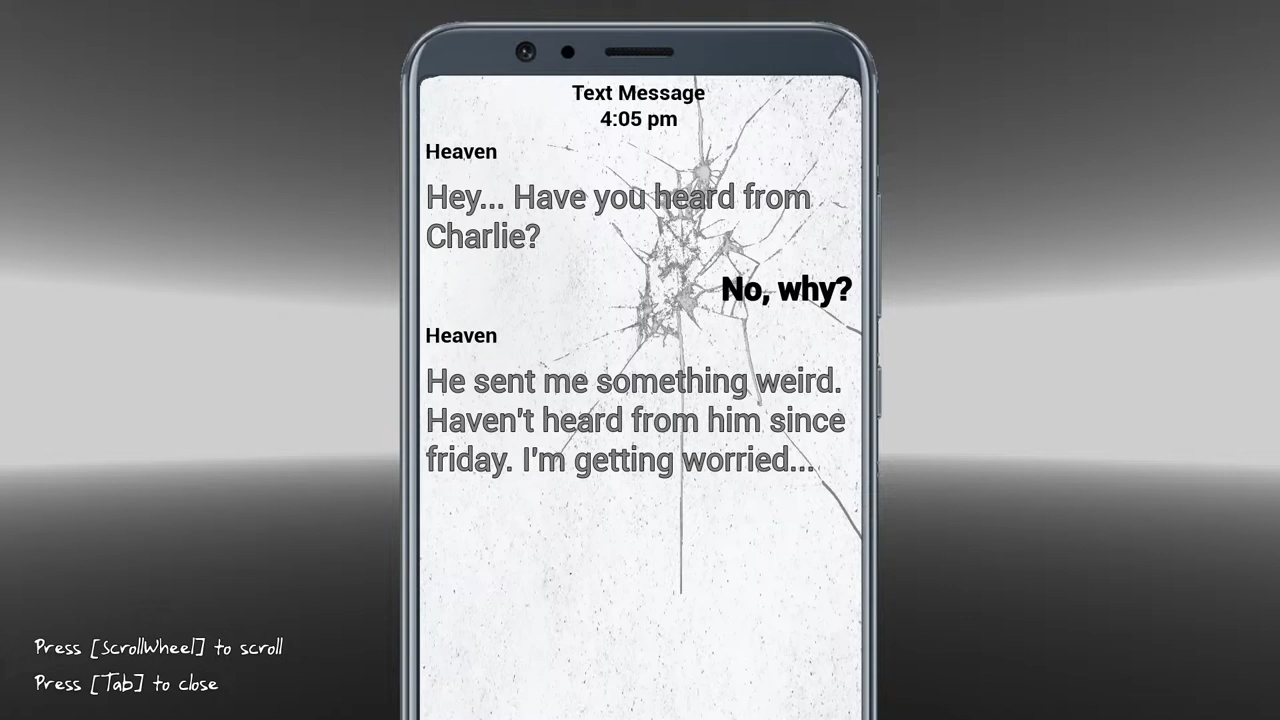 Text Message
4:05 pm
Heaven
Hey... Have you heard from
Charlie?
No, why?
Heaven
He sent me something weird.
Haven't heard from him since
friday. I'm getting worried...
Press [ScrollWheel] to scroll
Press [Tab] to close